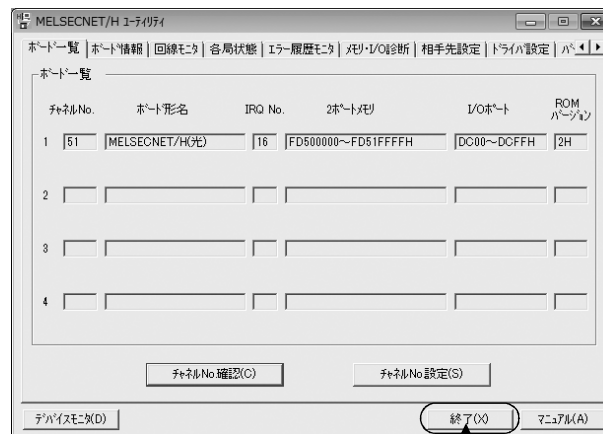 MELSECNET/H ユーティリティ
ボード一覧 ボード情報 回線モニタ 各局状態 エラー履歴モニタ メモリ・I/O診断 相手先設定 ドライバ設定
ボード一覧
チャネルNo. ボード形名 IRQ No. 2ポートメモリ I/Oポート ROMバージョン
1 51 MELSECNET/H(光) 16 FD500000～FD51FFFFH DC00～DCFFH 2H
2
3
4
チャネルNo.確認(C) チャネルNo.設定(S)
デバイスモニタ(D) 終了(X) マニュアル(A)